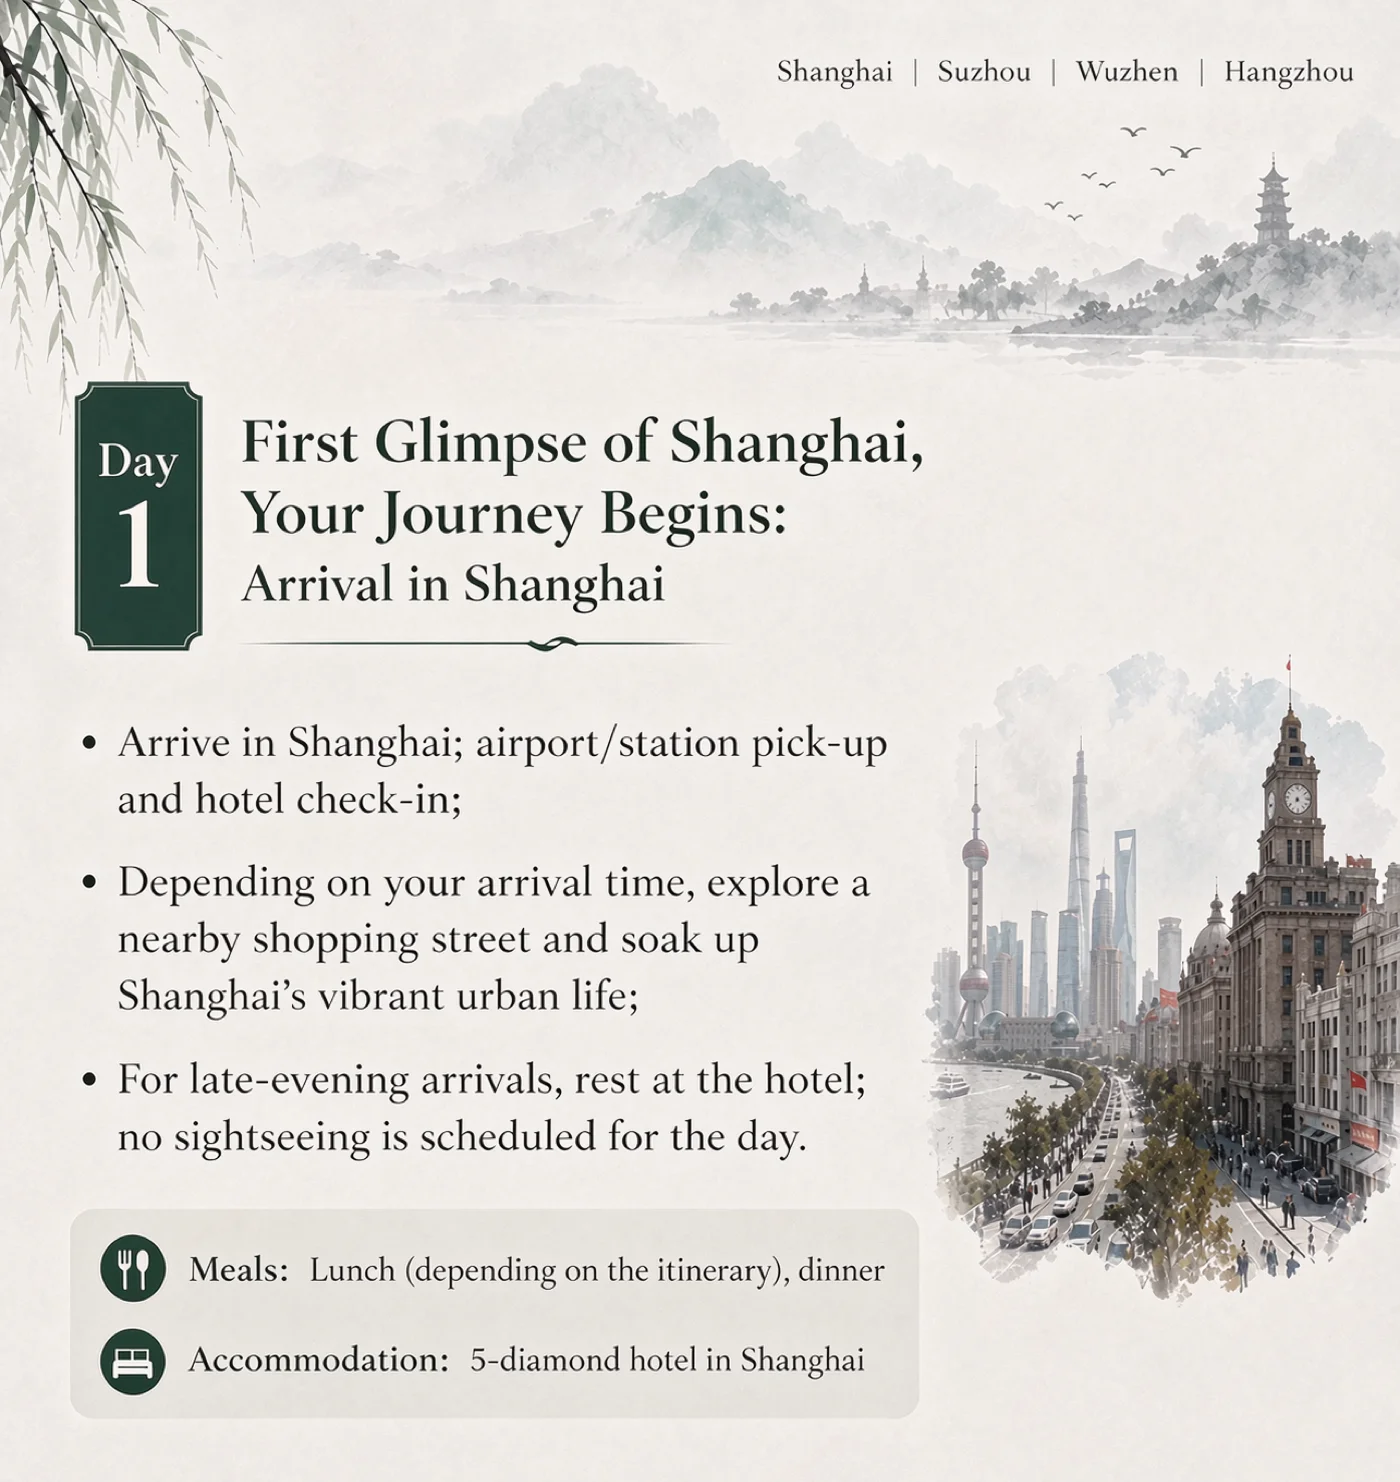 Shanghai | Suzhou | Wuzhen | Hangzhou
Day
1
First Glimpse of Shanghai,
Your Journey Begins:
Arrival in Shanghai
• Arrive in Shanghai; airport/station pick-up
and hotel check-in;
• Depending on your arrival time, explore a
nearby shopping street and soak up
Shanghai’s vibrant urban life;
• For late-evening arrivals, rest at the hotel;
no sightseeing is scheduled for the day.
Meals: Lunch (depending on the itinerary), dinner
Accommodation: 5-diamond hotel in Shanghai